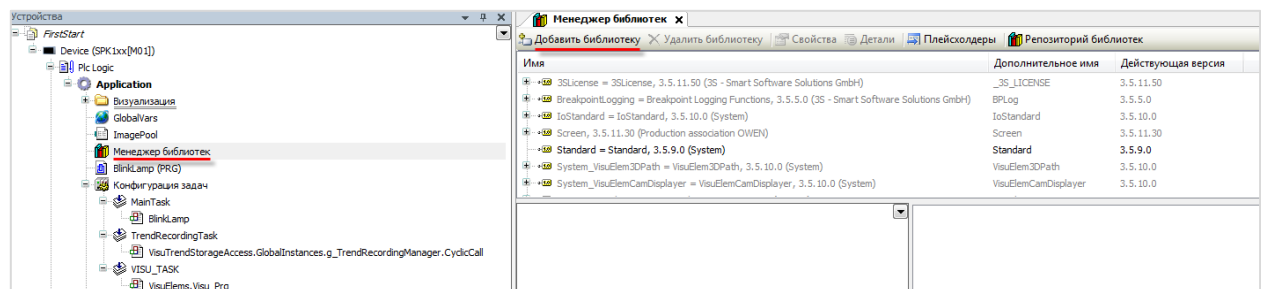 Устройства
FirstStart
Device (SPK1xx[M01])
Plc Logic
Application
Визуализация
GlobalVars
ImagePool
Менеджер библиотек
BlinkLamp (PRG)
Конфигурация задач
MainTask
BlinkLamp
TrendRecordingTask
VisuTrendStorageAccess.GlobalInstances.g_TrendRecordingManager.CyclicCall
VISU_TASK
VisuElems.Visu_Prg
Менеджер библиотек
Добавить библиотеку Удалить библиотеку Свойства Детали Плейсхолдеры Репозиторий библиотек
Имя Дополнительное имя Действующая версия
3SLicense = 3SLicense, 3.5.11.50 (3S - Smart Software Solutions GmbH) _3S_LICENSE 3.5.11.50
BreakpointLogging = Breakpoint Logging Functions, 3.5.5.0 (3S - Smart Software Solutions GmbH) BPLog 3.5.5.0
IoStandard = IoStandard, 3.5.10.0 (System) IoStandard 3.5.10.0
Screen, 3.5.11.30 (Production association OWEN) Screen 3.5.11.30
Standard = Standard, 3.5.9.0 (System) Standard 3.5.9.0
System_VisuElem3DPath = VisuElem3DPath, 3.5.10.0 (System) VisuElem3DPath 3.5.10.0
System_VisuElemCamDisplayer = VisuElemCamDisplayer, 3.5.10.0 (System) VisuElemCamDisplayer 3.5.10.0